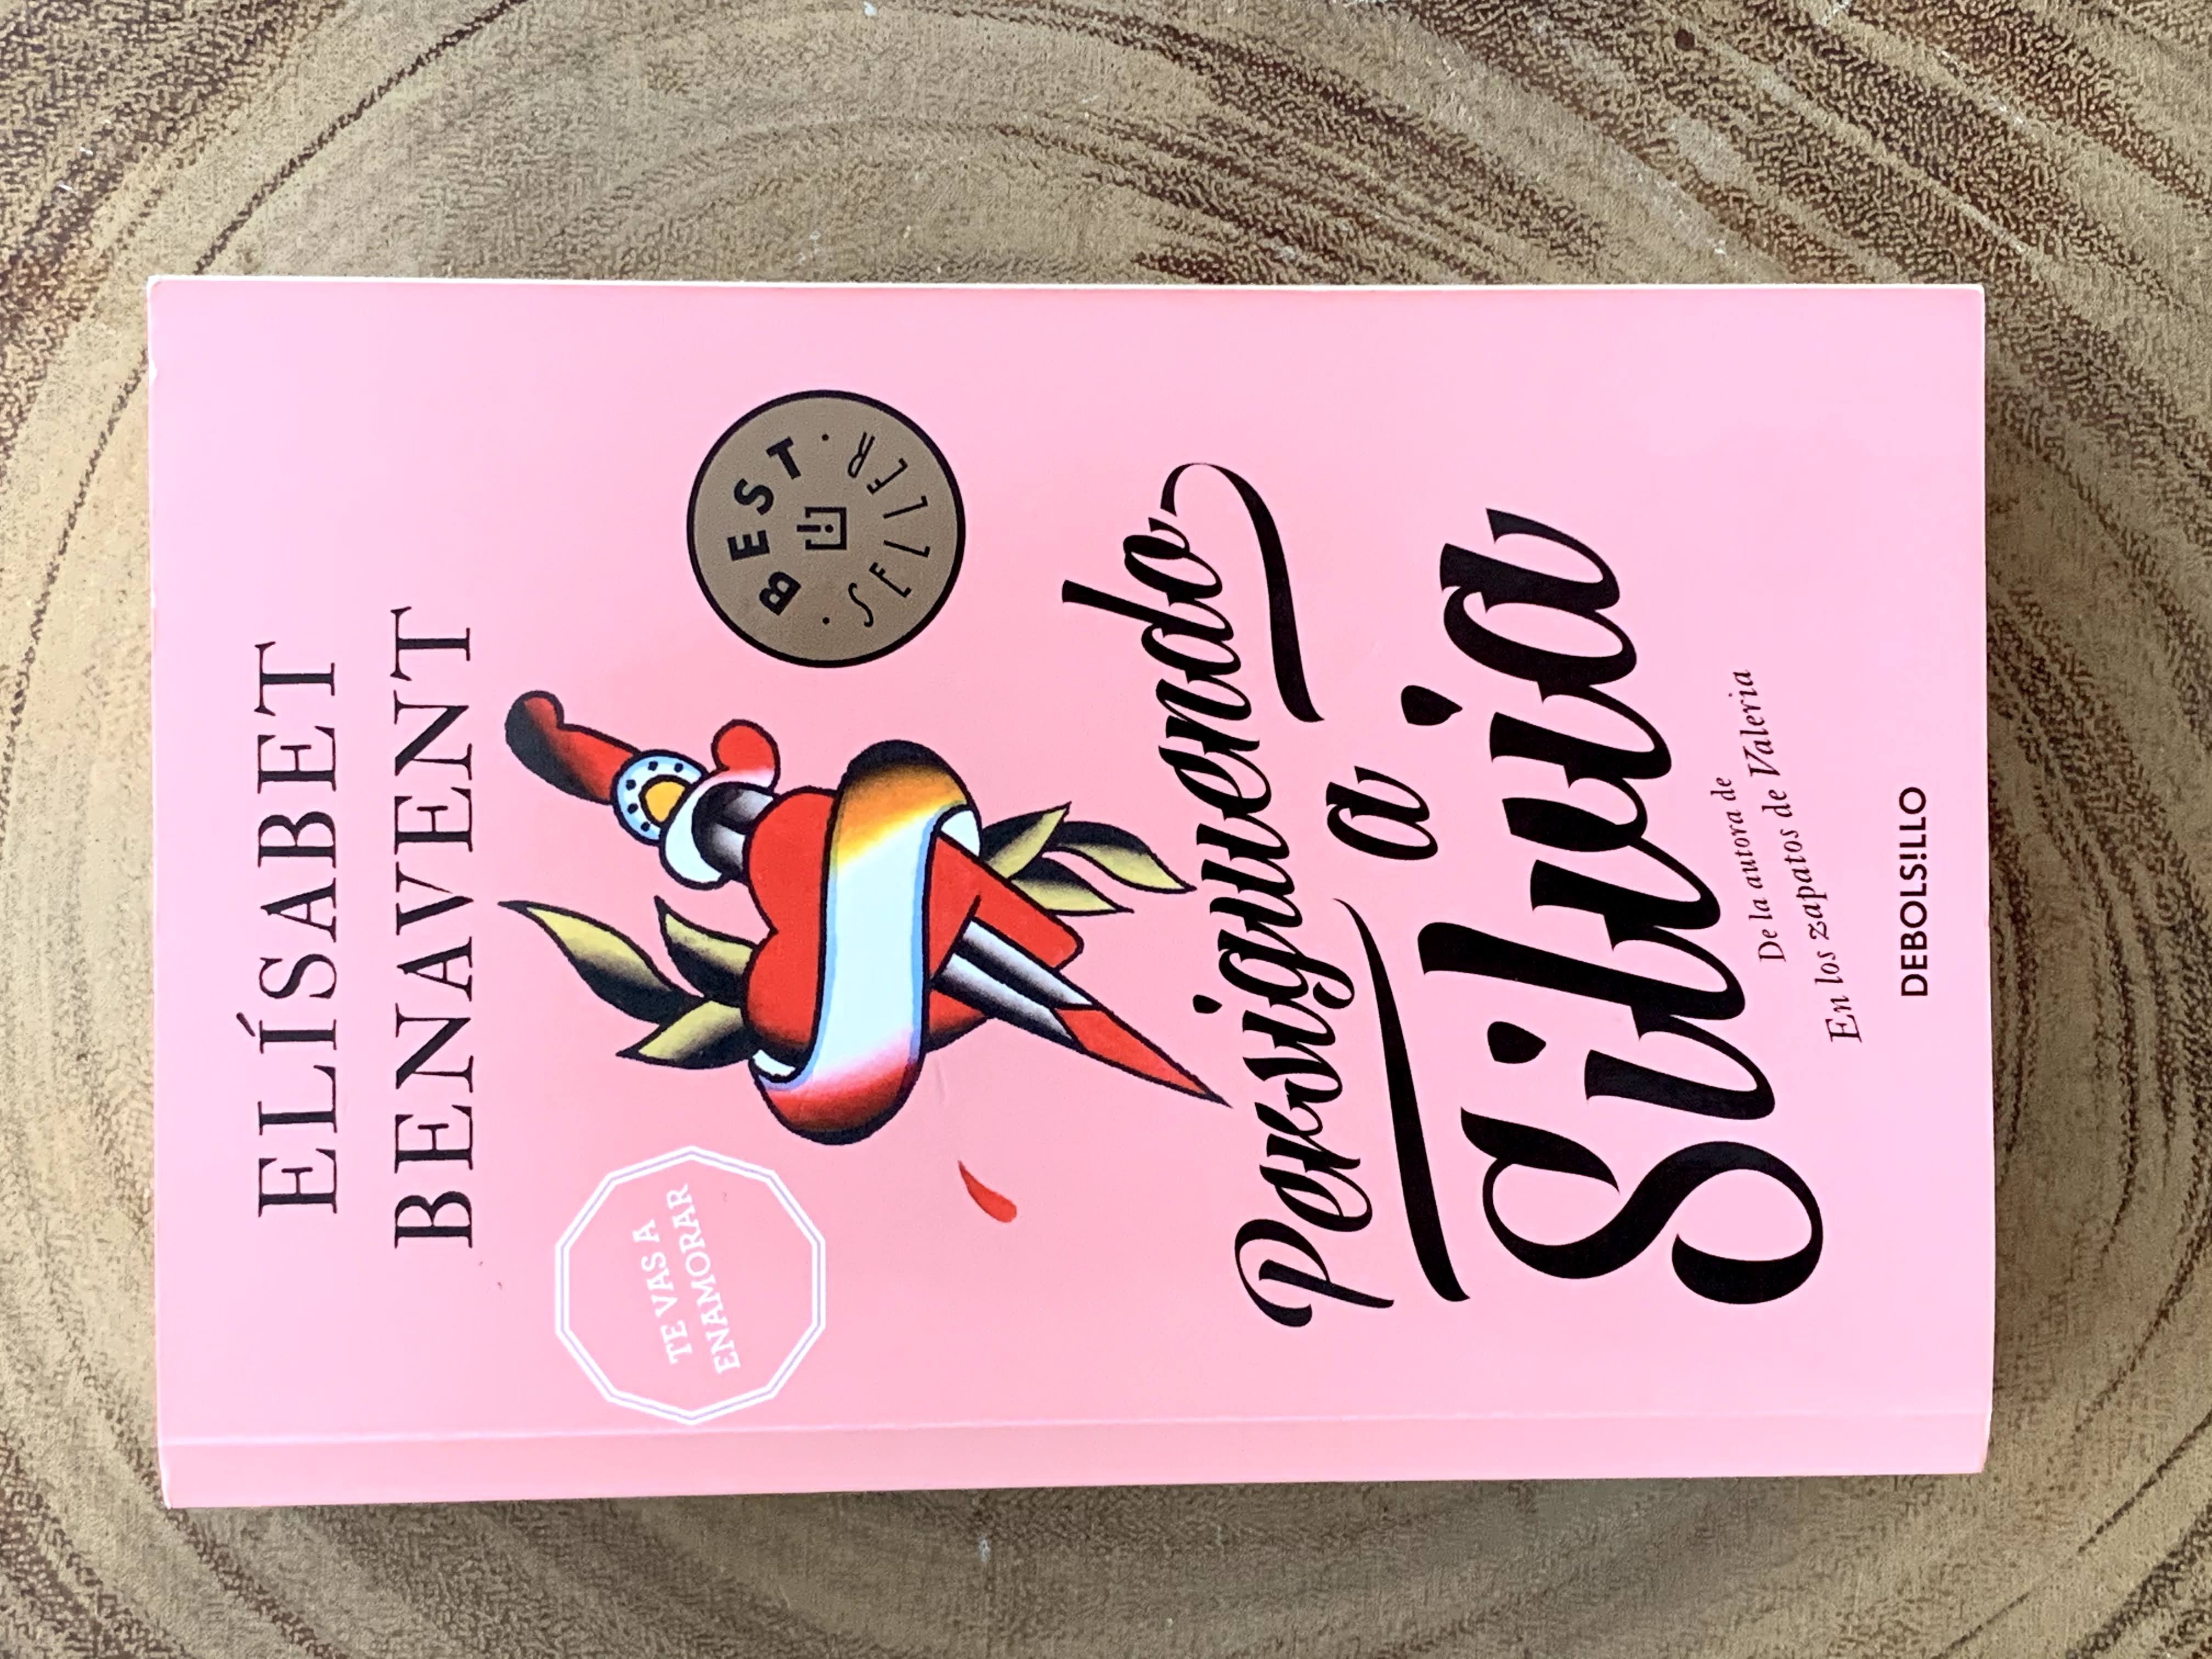 ELÍSABET
BENAVENT
TE VAS A
ENAMORAR
BEST
SELLER
Persiguiendo
a
Silvia
De la autora de
En los zapatos de Valeria
DEBOLS!LLO